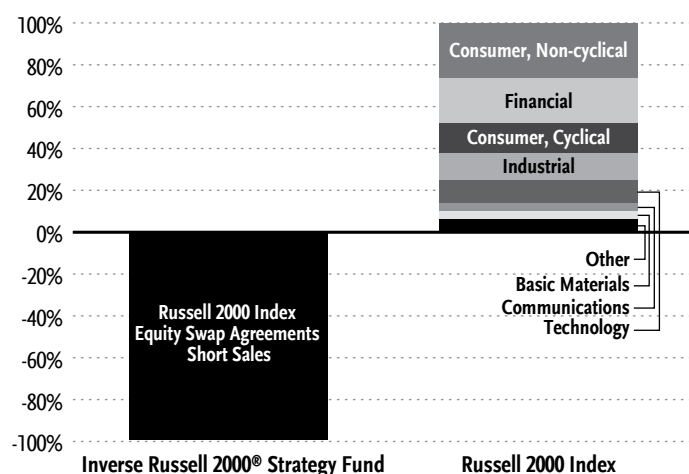 100%
80%
60%
40%
20%
0%
-20%
-40%
-60%
-80%
-100%
Consumer, Non-cyclical
Financial
Consumer, Cyclical
Industrial
Other
Basic Materials
Communications
Technology
Russell 2000 Index
Equity Swap Agreements
Short Sales
Inverse Russell 2000® Strategy Fund
Russell 2000 Index